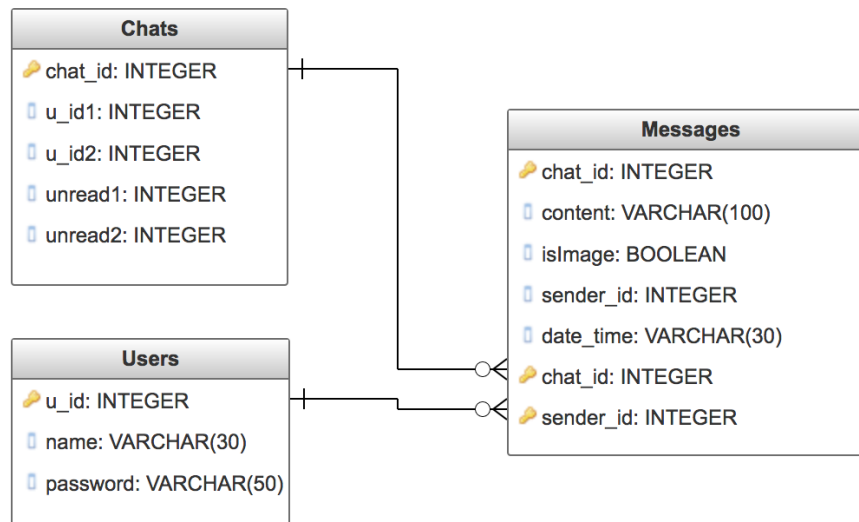 Chats
chat_id: INTEGER
u_id1: INTEGER
u_id2: INTEGER
unread1: INTEGER
unread2: INTEGER
Users
u_id: INTEGER
name: VARCHAR(30)
password: VARCHAR(50)
Messages
chat_id: INTEGER
content: VARCHAR(100)
isImage: BOOLEAN
sender_id: INTEGER
date_time: VARCHAR(30)
chat_id: INTEGER
sender_id: INTEGER